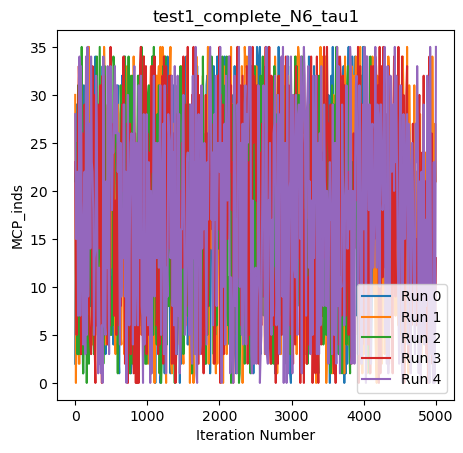 test1_complete_N6_tau1
MCP_inds
35
30
25
20
15
10
5
0
Run 0
Run 1
Run 2
Run 3
Run 4
0 1000 2000 3000 4000 5000
Iteration Number